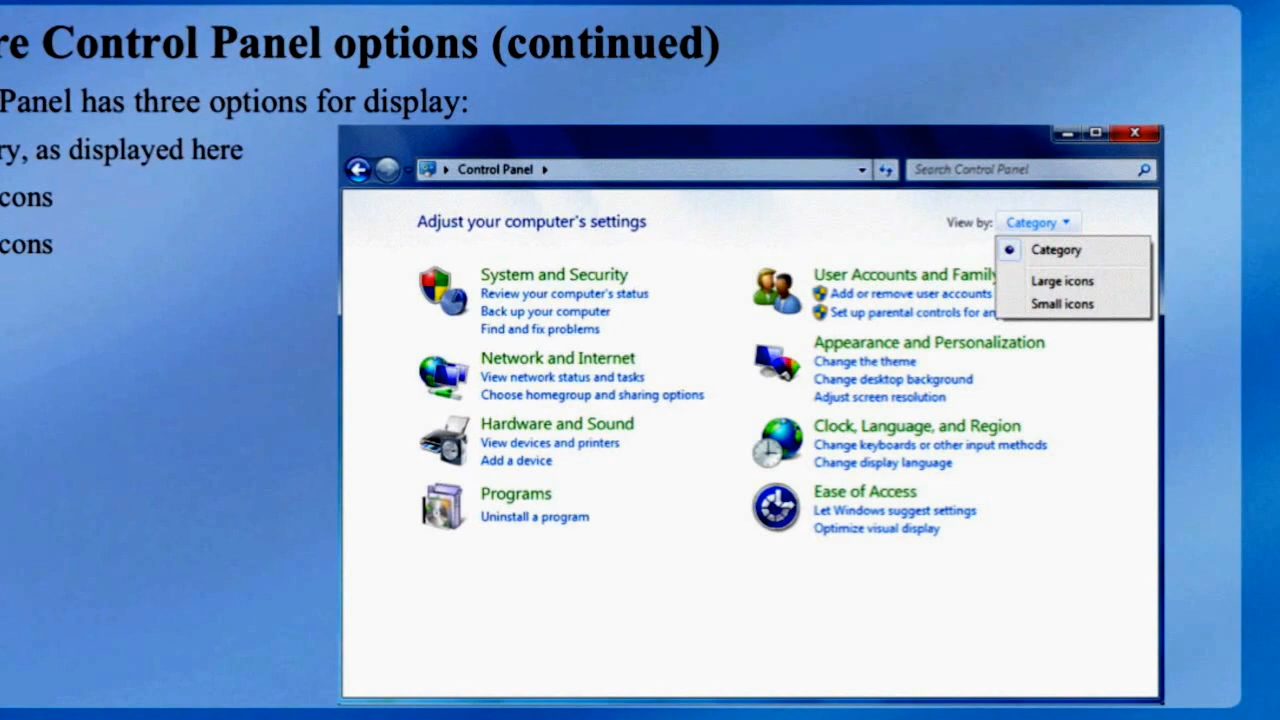 re Control Panel options (continued)
Panel has three options for display:
ry, as displayed here
cons
cons
Control Panel
Search Control Panel
Adjust your computer's settings
View by: Category
Category
Large icons
Small icons
System and Security
Review your computer's status
Back up your computer
Find and fix problems
Network and Internet
View network status and tasks
Choose homegroup and sharing options
Hardware and Sound
View devices and printers
Add a device
Programs
Uninstall a program
User Accounts and Family
Add or remove user accounts
Set up parental controls for an
Appearance and Personalization
Change the theme
Change desktop background
Adjust screen resolution
Clock, Language, and Region
Change keyboards or other input methods
Change display language
Ease of Access
Let Windows suggest settings
Optimize visual display